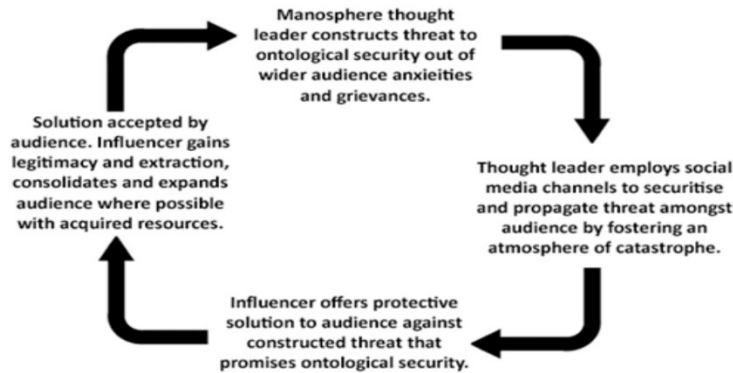 Manosphere thought
leader constructs threat to
ontological security out of
wider audience anxieities
and grievances.
Thought leader employs social
media channels to securitise
and propagate threat amongst
audience by fostering an
atmosphere of catastrophe.
Influencer offers protective
solution to audience against
constructed threat that
promises ontological security.
Solution accepted by
audience. Influencer gains
legitimacy and extraction,
consolidates and expands
audience where possible
with acquired resources.